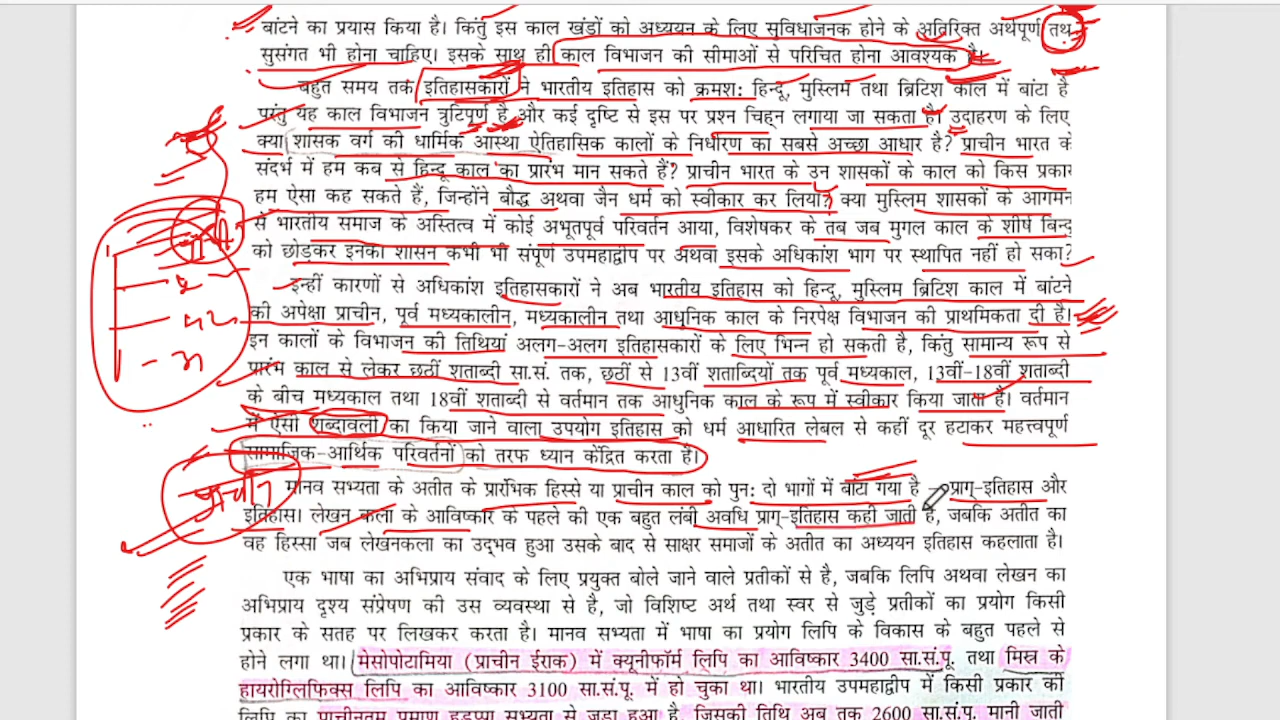 बांटने का प्रयास किया है। किंतु इस काल खंडों को अध्ययन के लिए सुविधाजनक होने के अतिरिक्त अर्थपूर्ण तथ
सुसंगत भी होना चाहिए। इसके साथ ही काल विभाजन की सीमाओं से परिचित होना आवश्यक है।
बहुत समय तक इतिहासकारों ने भारतीय इतिहास को क्रमश: हिन्दू, मुस्लिम तथा ब्रिटिश काल में बांटा है
परंतु यह काल विभाजन त्रुटिपूर्ण है और कई दृष्टि से इस पर प्रश्न चिह्न लगाया जा सकता है। उदाहरण के लिए
क्या शासक वर्ग की धार्मिक आस्था ऐतिहासिक कालों के निर्धारण का सबसे अच्छा आधार है? प्राचीन भारत के
संदर्भ में हम कब से हिन्दू काल का प्रारंभ मान सकते हैं? प्राचीन भारत के उन शासकों के काल को किस प्रकार
हम ऐसा कह सकते हैं, जिन्होंने बौद्ध अथवा जैन धर्म को स्वीकार कर लिया? क्या मुस्लिम शासकों के आगमन
से भारतीय समाज के अस्तित्व में कोई अभूतपूर्व परिवर्तन आया, विशेषकर के तब जब मुगल काल के शीर्ष बिन्दु
को छोड़कर इनका शासन कभी भी संपूर्ण उपमहाद्वीप पर अथवा इसके अधिकांश भाग पर स्थापित नहीं हो सका?
इन्हीं कारणों से अधिकांश इतिहासकारों ने अब भारतीय इतिहास को हिन्दू, मुस्लिम ब्रिटिश काल में बांटने
की अपेक्षा प्राचीन, पूर्व मध्यकालीन, मध्यकालीन तथा आधुनिक काल के निरपेक्ष विभाजन की प्राथमिकता दी है।
इन कालों के विभाजन की तिथियां अलग-अलग इतिहासकारों के लिए भिन्न हो सकती है, किंतु सामान्य रूप से
प्रारंभ काल से लेकर छठीं शताब्दी सा.सं. तक, छठीं से 13वीं शताब्दियों तक पूर्व मध्यकाल, 13वीं-18वीं शताब्दी
के बीच मध्यकाल तथा 18वीं शताब्दी से वर्तमान तक आधुनिक काल के रूप में स्वीकार किया जाता है। वर्तमान
में ऐसी शब्दावली का किया जाने वाला उपयोग इतिहास को धर्म आधारित लेबल से कहीं दूर हटाकर महत्त्वपूर्ण
सामाजिक-आर्थिक परिवर्तनों को तरफ ध्यान केंद्रित करता हैं।
प्राचीन
मानव सभ्यता के अतीत के प्रारंभिक हिस्से या प्राचीन काल को पुन: दो भागों में बांटा गया है – प्राग्-इतिहास और
इतिहास। लेखन कला के आविष्कार के पहले की एक बहुत लंबी अवधि प्राग्-इतिहास कही जाती है, जबकि अतीत का
वह हिस्सा जब लेखनकला का उद्भव हुआ उसके बाद से साक्षर समाजों के अतीत का अध्ययन इतिहास कहलाता है।
एक भाषा का अभिप्राय संवाद के लिए प्रयुक्त बोले जाने वाले प्रतीकों से है, जबकि लिपि अथवा लेखन का
अभिप्राय दृश्य संप्रेषण की उस व्यवस्था से है, जो विशिष्ट अर्थ तथा स्वर से जुड़े प्रतीकों का प्रयोग किसी
प्रकार के सतह पर लिखकर करता है। मानव सभ्यता में भाषा का प्रयोग लिपि के विकास के बहुत पहले से
होने लगा था। मेसोपोटामिया (प्राचीन ईराक) में क्यूनीफॉर्म लिपि का आविष्कार 3400 सा.सं.पू. तथा मिस्र के
हायरोग्लिफिक्स लिपि का आविष्कार 3100 सा.सं.पू. में हो चुका था। भारतीय उपमहाद्वीप में किसी प्रकार की
लिपि का प्राचीनतम प्रमाण हड़प्पा सभ्यता से जुड़ा हुआ है, जिसकी तिथि अब तक 2600 सा.सं.पू. मानी जाती